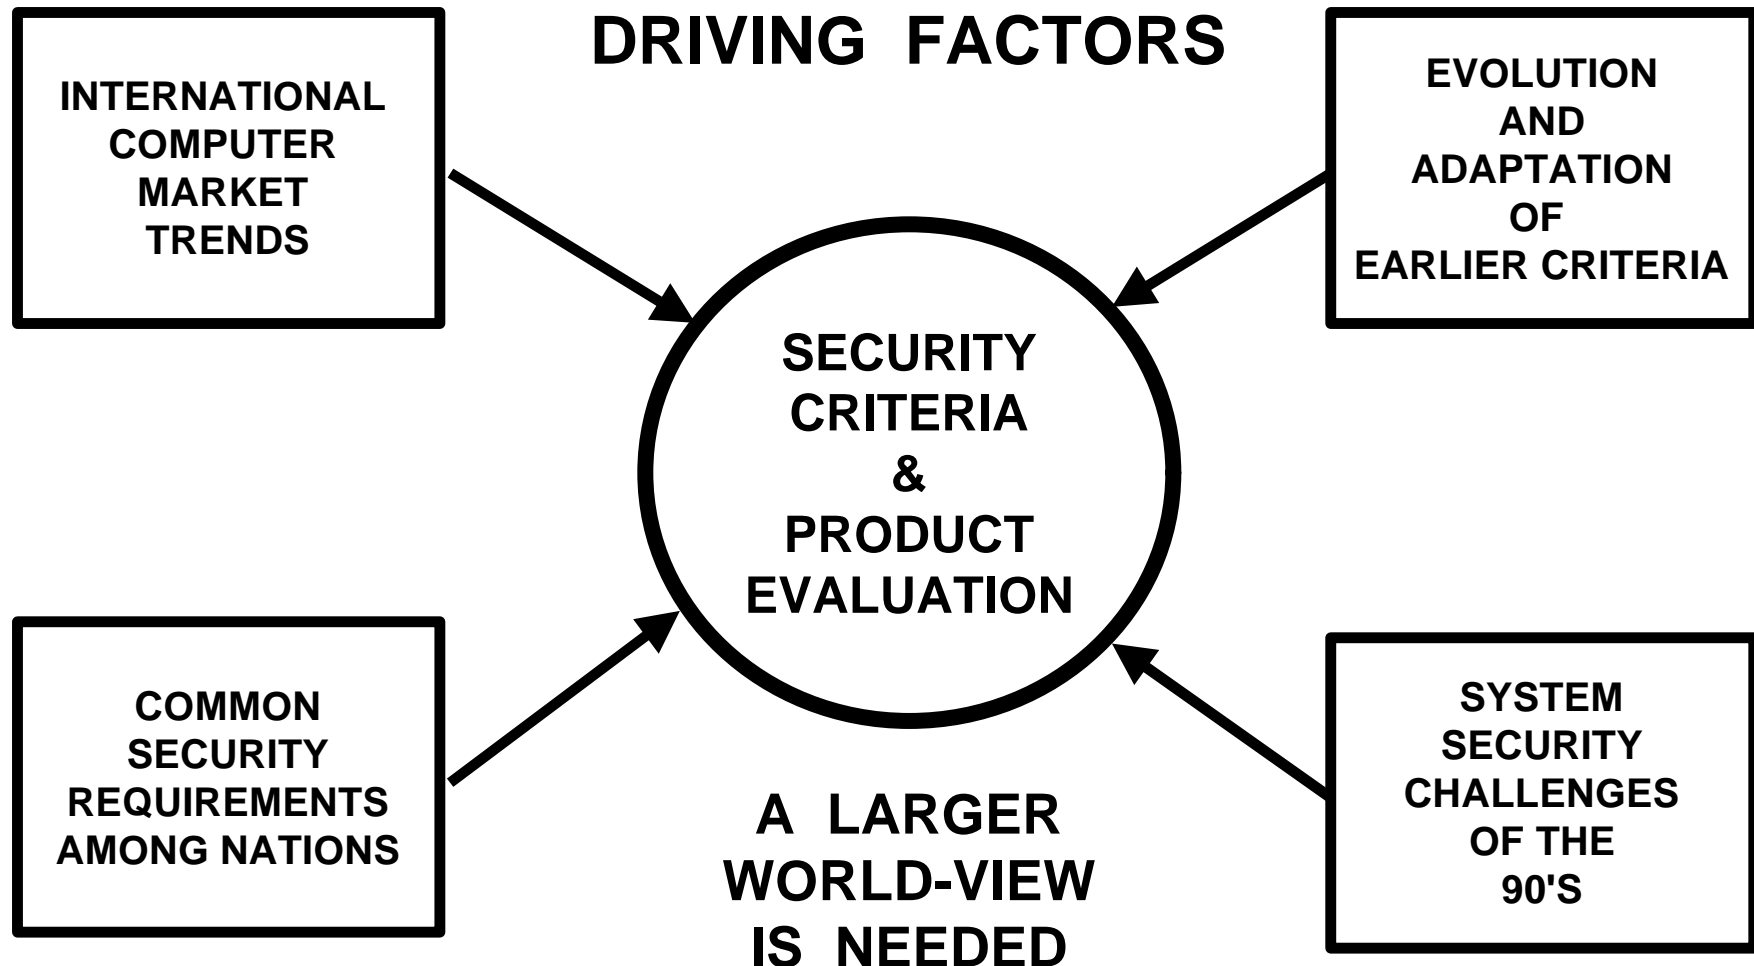 DRIVING FACTORS
INTERNATIONAL
COMPUTER
MARKET
TRENDS
EVOLUTION
AND
ADAPTATION
OF
EARLIER CRITERIA
SECURITY
CRITERIA
&
PRODUCT
EVALUATION
COMMON
SECURITY
REQUIREMENTS
AMONG NATIONS
SYSTEM
SECURITY
CHALLENGES
OF THE
90'S
A LARGER
WORLD-VIEW
IS NEEDED